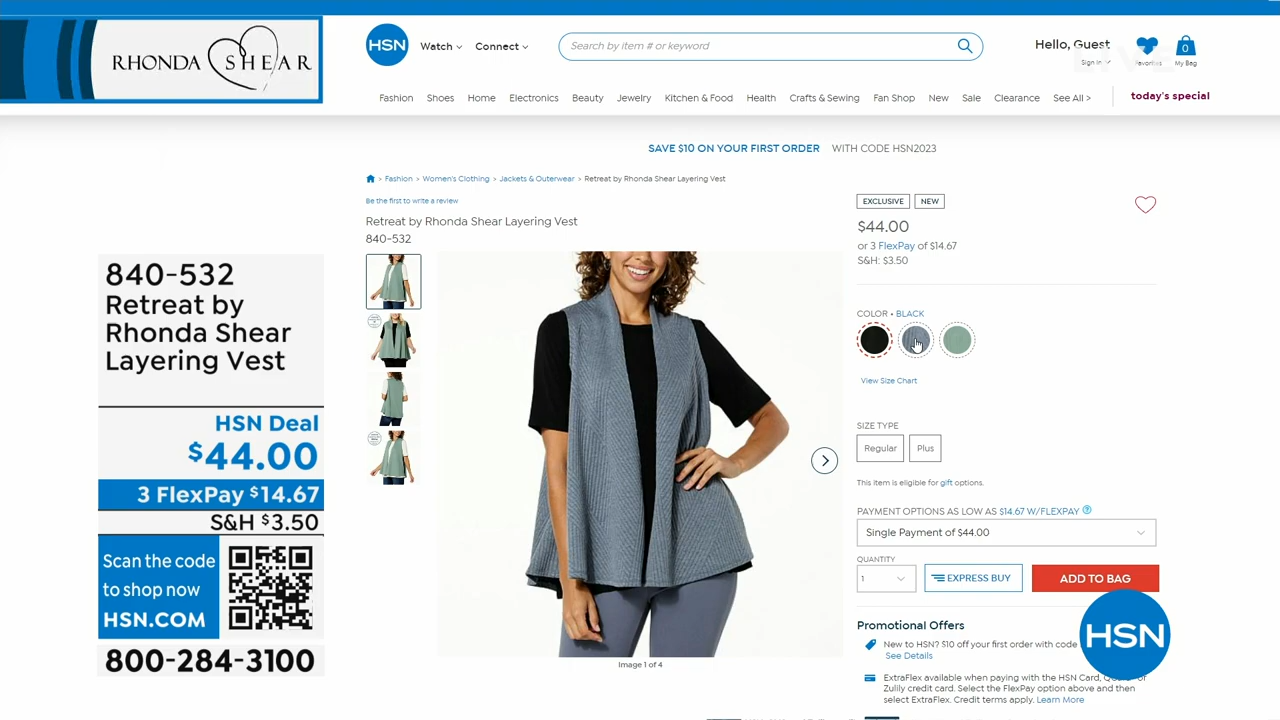 RHONDA SHEAR
HSN
Watch
Connect
Search by item # or keyword
Hello, Guest
Sign In
Favorites
0
My Bag
Fashion
Shoes
Home
Electronics
Beauty
Jewelry
Kitchen & Food
Health
Crafts & Sewing
Fan Shop
New
Sale
Clearance
See All >
today's special
SAVE $10 ON YOUR FIRST ORDER WITH CODE HSN2023
> Fashion > Women's Clothing > Jackets & Outerwear > Retreat by Rhonda Shear Layering Vest
Be the first to write a review
Retreat by Rhonda Shear Layering Vest
840-532
Image 1 of 4
EXCLUSIVE
NEW
$44.00
or 3 FlexPay of $14.67
S&H: $3.50
COLOR • BLACK
View Size Chart
SIZE TYPE
Regular
Plus
This item is eligible for gift options.
PAYMENT OPTIONS AS LOW AS $14.67 W/FLEXPAY ?
Single Payment of $44.00
QUANTITY
1
EXPRESS BUY
ADD TO BAG
Promotional Offers
New to HSN? $10 off your first order with code
See Details
ExtraFlex available when paying with the HSN Card, or
Zulily credit card. Select the FlexPay option above and then
select ExtraFlex. Credit terms apply. Learn More
HSN
840-532
Retreat by
Rhonda Shear
Layering Vest
HSN Deal
$44.00
3 FlexPay $14.67
S&H $3.50
Scan the code
to shop now
HSN.COM
800-284-3100